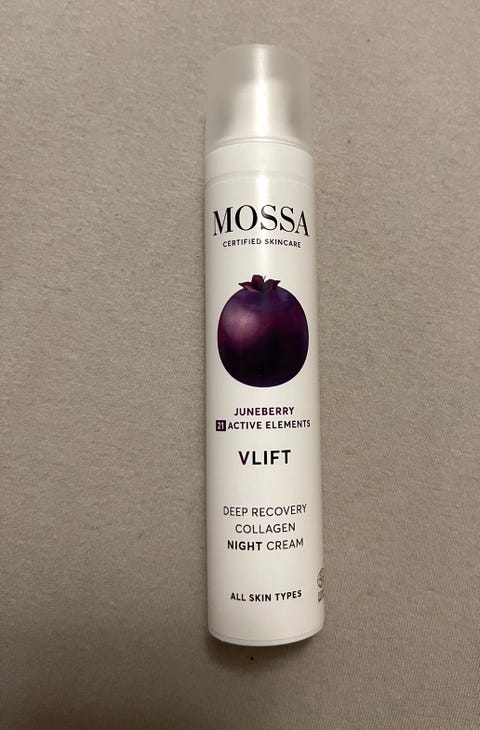 MOSSA
CERTIFIED SKINCARE
JUNEBERRY
21 ACTIVE ELEMENTS
VLIFT
DEEP RECOVERY
COLLAGEN
NIGHT CREAM
ALL SKIN TYPES